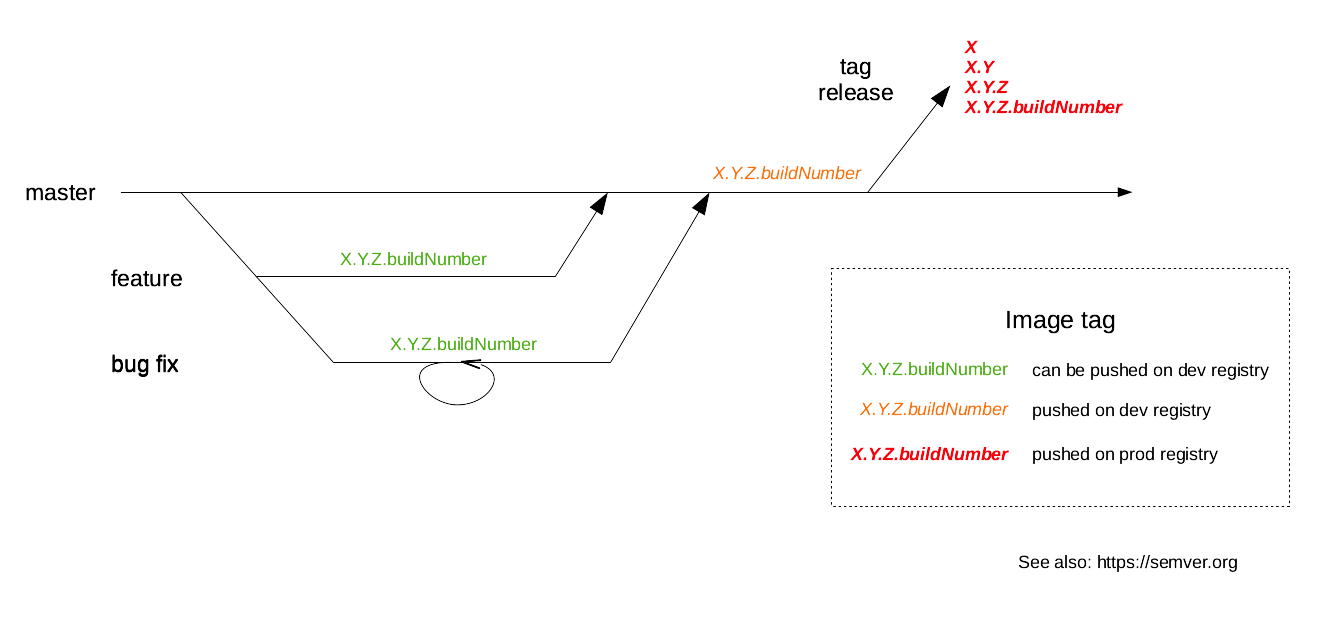 X
X.Y
X.Y.Z
X.Y.Z.buildNumber
tag
release
X.Y.Z.buildNumber
master
X.Y.Z.buildNumber
feature
X.Y.Z.buildNumber
bug fix
Image tag
X.Y.Z.buildNumber can be pushed on dev registry
X.Y.Z.buildNumber pushed on dev registry
X.Y.Z.buildNumber pushed on prod registry
See also: https://semver.org